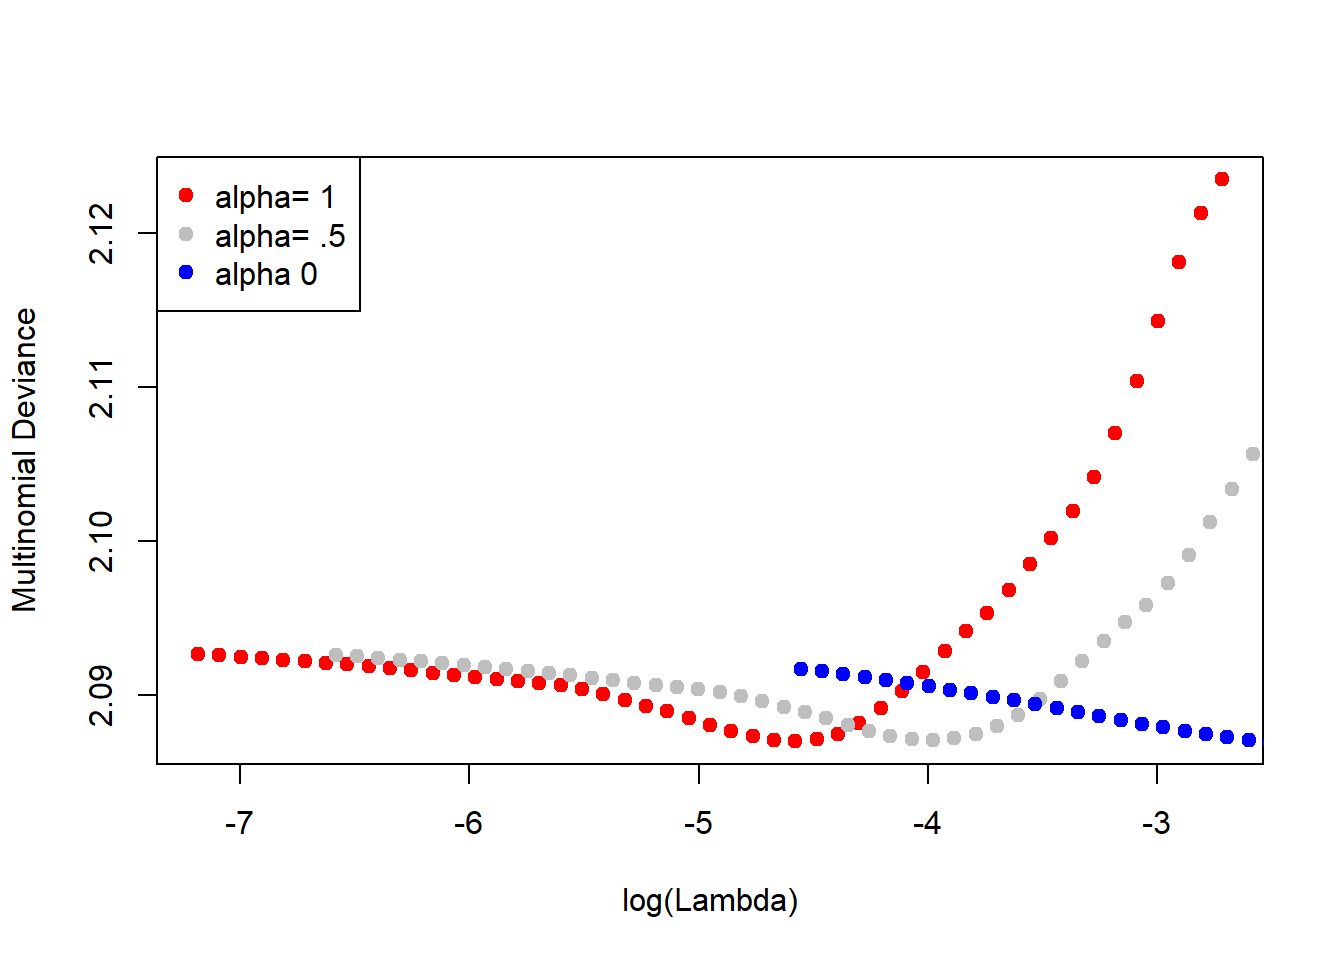 alpha= 1
alpha= .5
alpha 0
Multinomial Deviance
2.12
2.11
2.10
2.09
-7
-6
-5
-4
-3
log(Lambda)